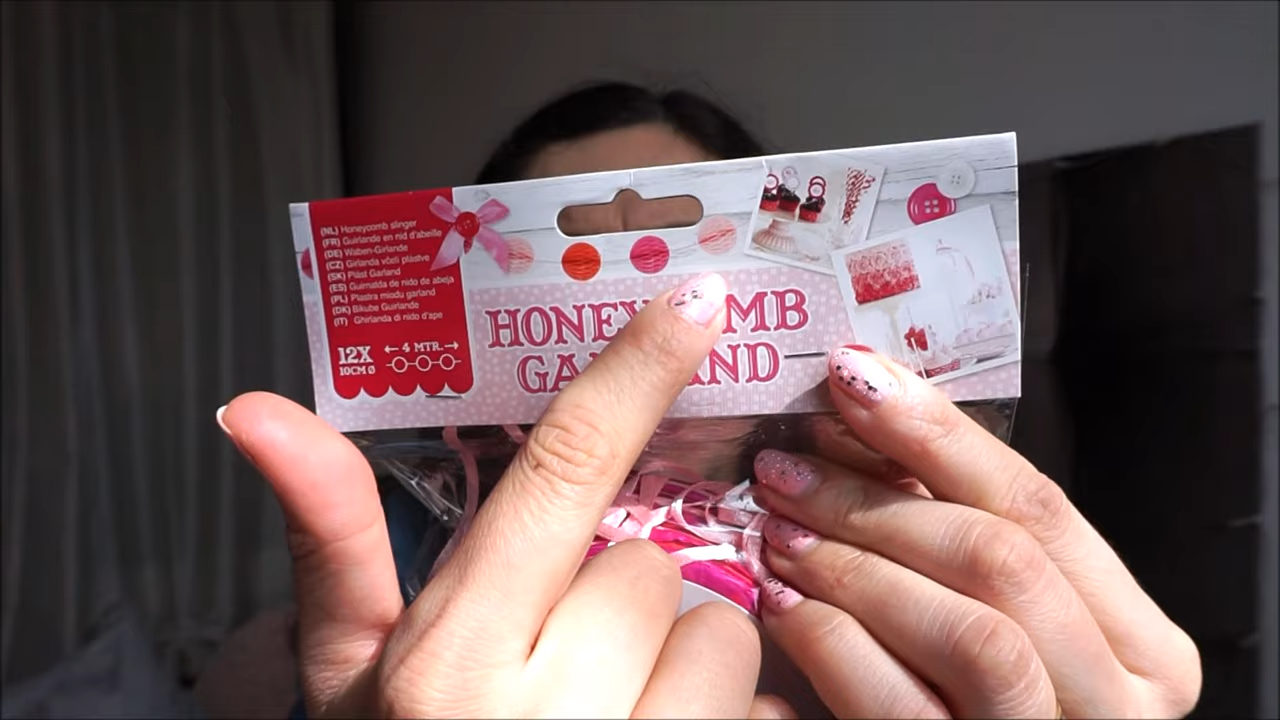 (NL) Honeycomb slinger
(FR) Guirlande en nid d'abeille
(DE) Waben-Girlande
(CZ) Girlanda včelí plástve
(SK) Plást Garland
(ES) Guirnalda de nido de abeja
(PL) Plastra miodu garland
(DK) Bikube Guirlande
(IT) Ghirlanda di nido d'ape
12X
10CM Ø
4 MTR.
HONEY MB
GA AND